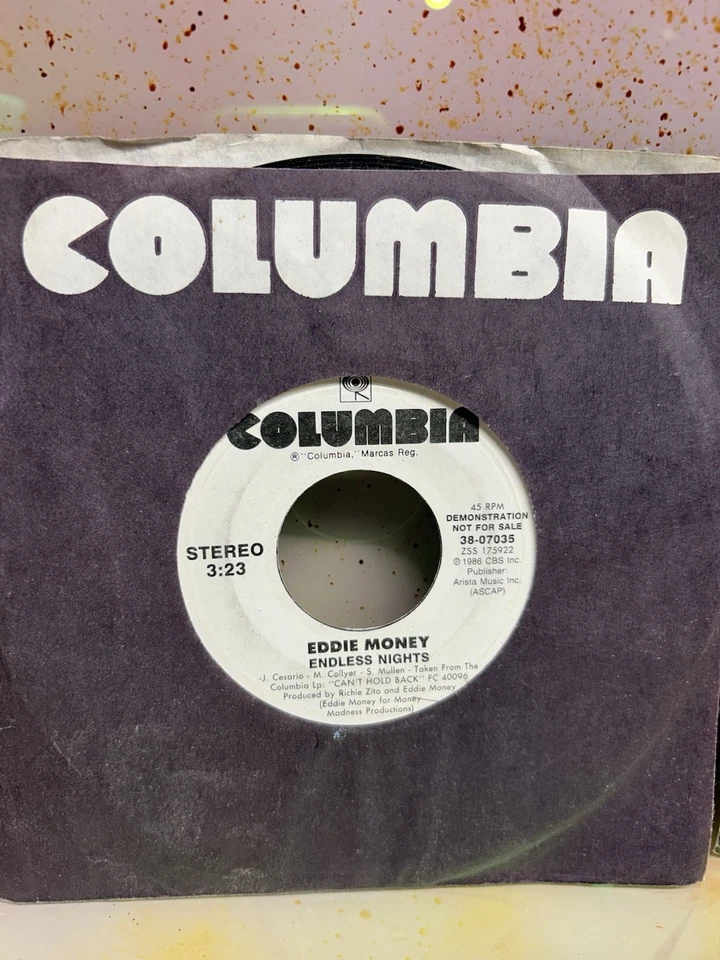 COLUMBIA
COLUMBIA
® "Columbia," Marcas Reg.
45 RPM
DEMONSTRATION
NOT FOR SALE
38-07035
ZSS 175922
℗ 1986 CBS Inc.
Publisher:
Arista Music Inc.
(ASCAP)
STEREO
3:23
EDDIE MONEY
ENDLESS NIGHTS
-J. Cesario - M. Collyer - S. Mullen - Taken From The
Columbia Lp: "CAN'T HOLD BACK" FC 40096
Produced by Richie Zito and Eddie Money
(Eddie Money for Money
Madness Productions)